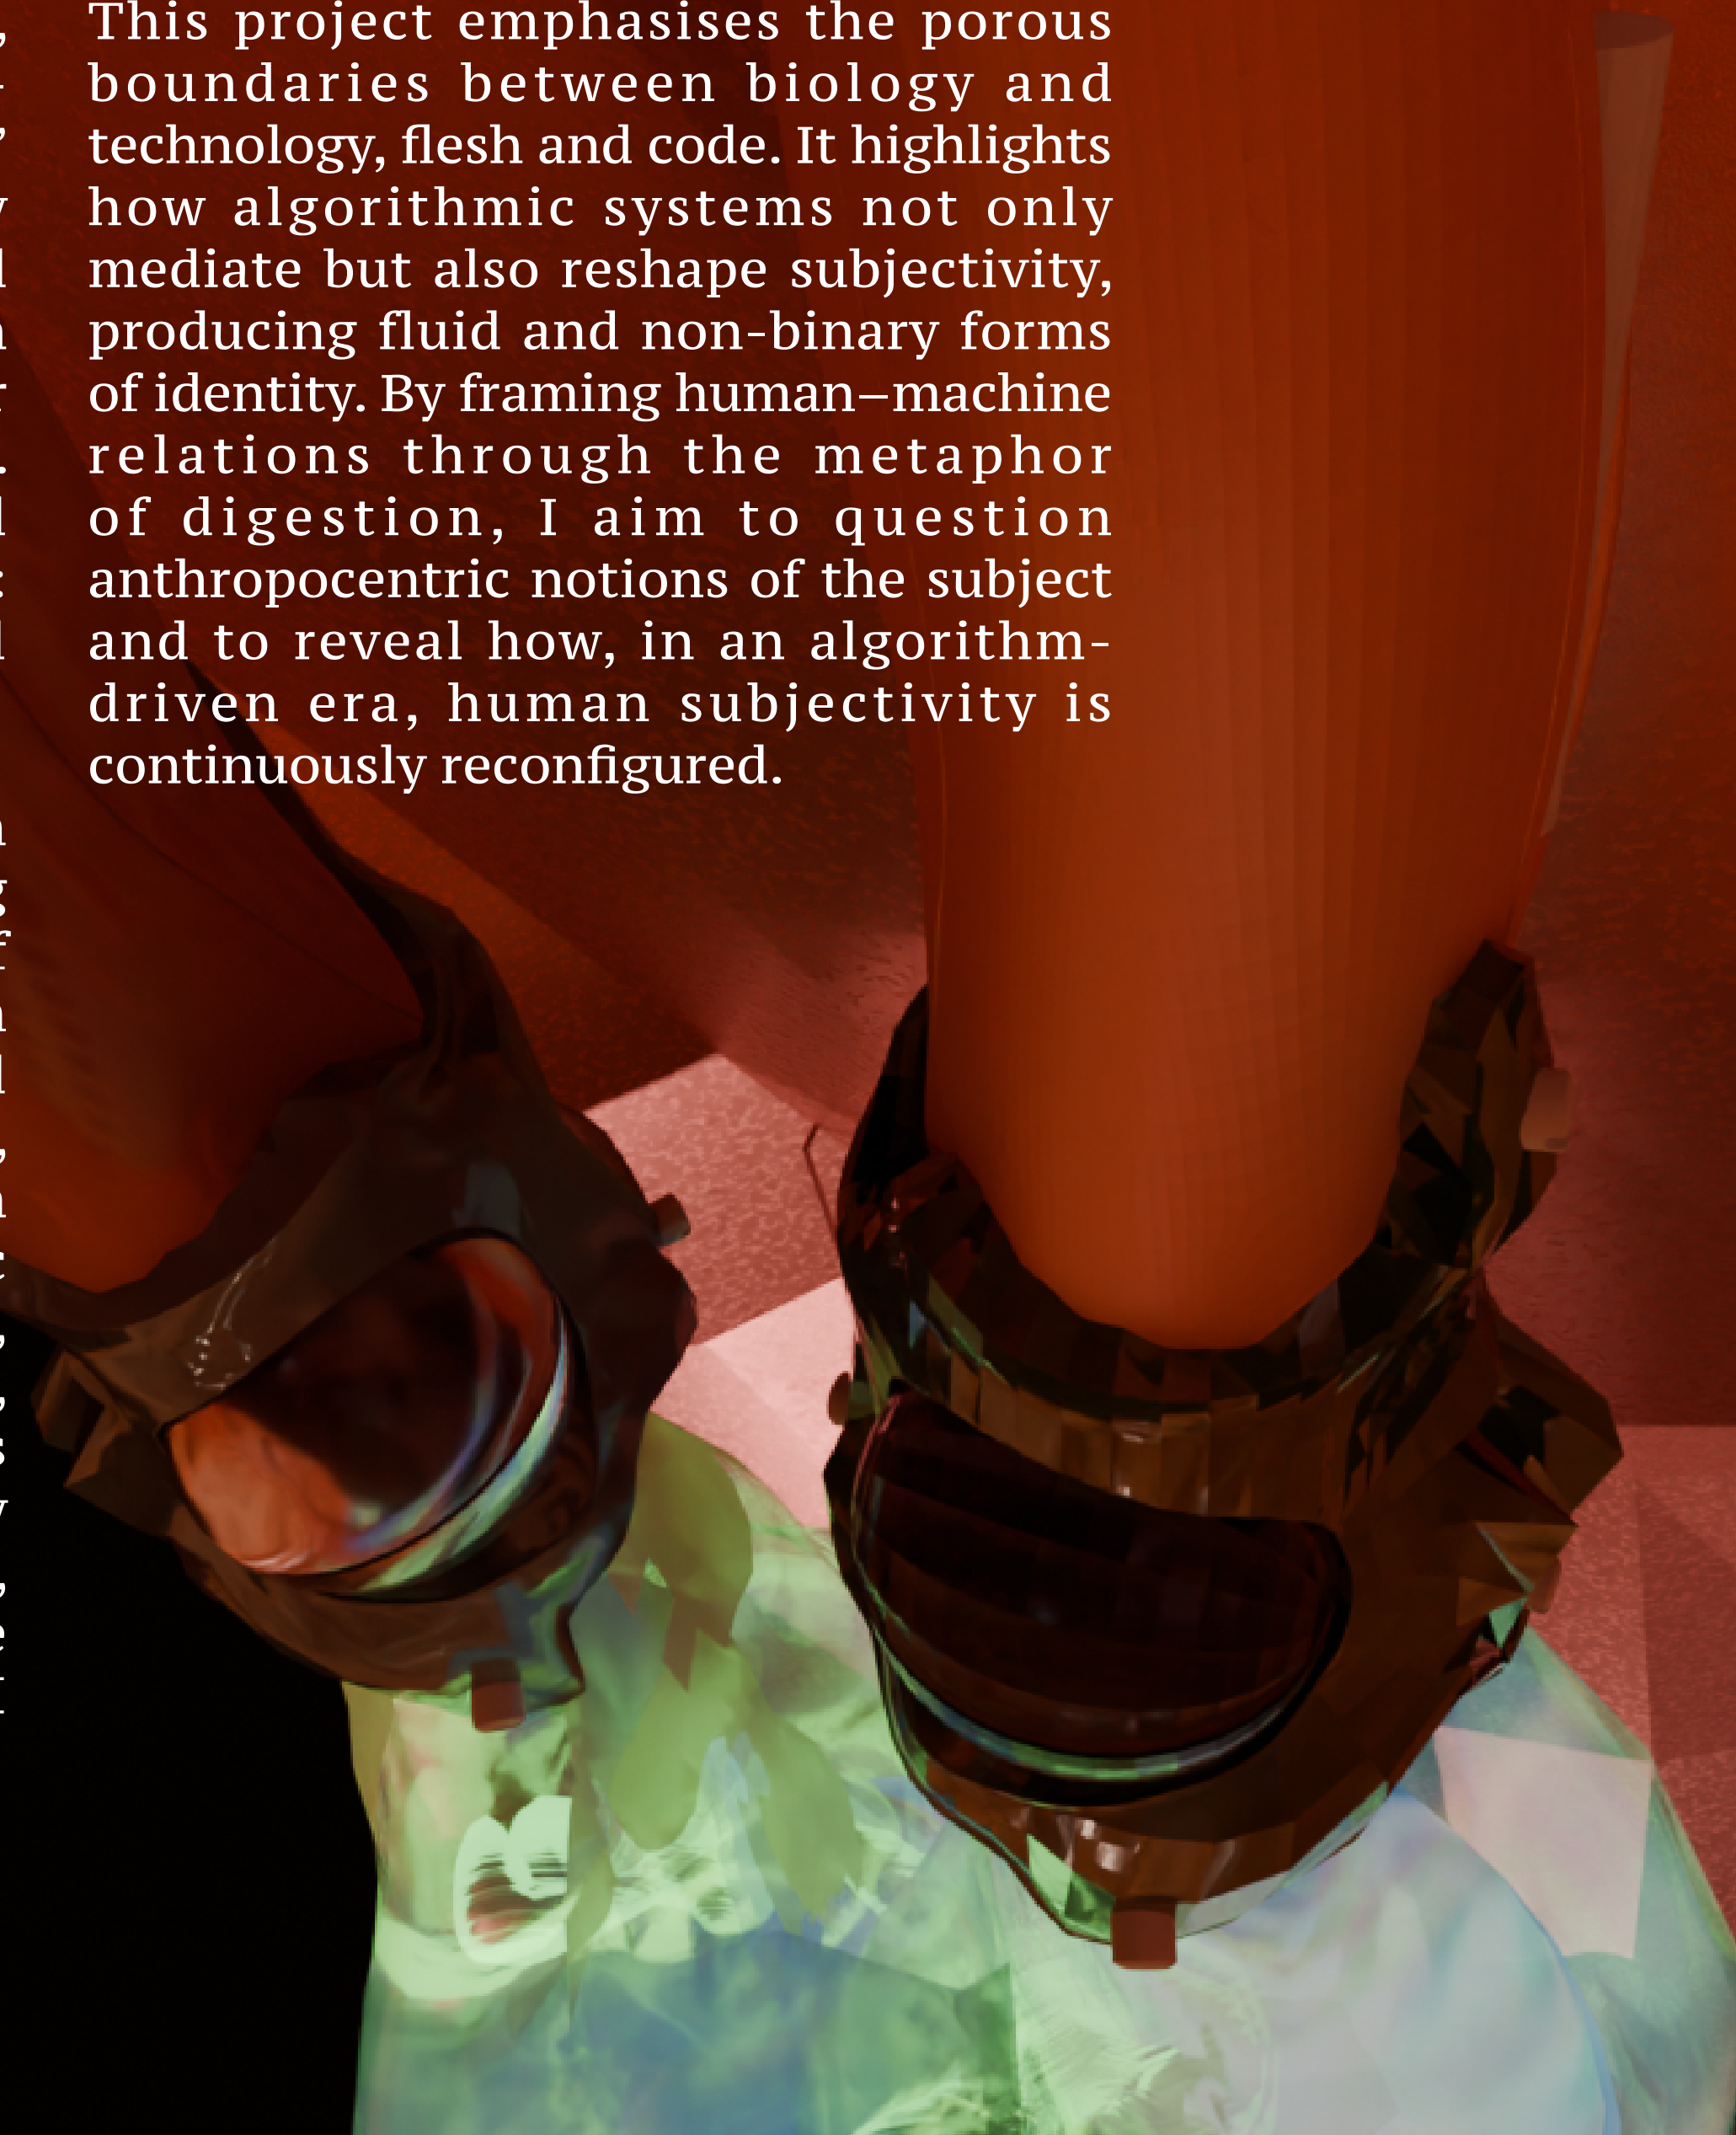 This project emphasises the porous
boundaries between biology and
technology, flesh and code. It highlights
how algorithmic systems not only
mediate but also reshape subjectivity,
producing fluid and non-binary forms
of identity. By framing human–machine
relations through the metaphor
of digestion, I aim to question
anthropocentric notions of the subject
and to reveal how, in an algorithm-
driven era, human subjectivity is
continuously reconfigured.